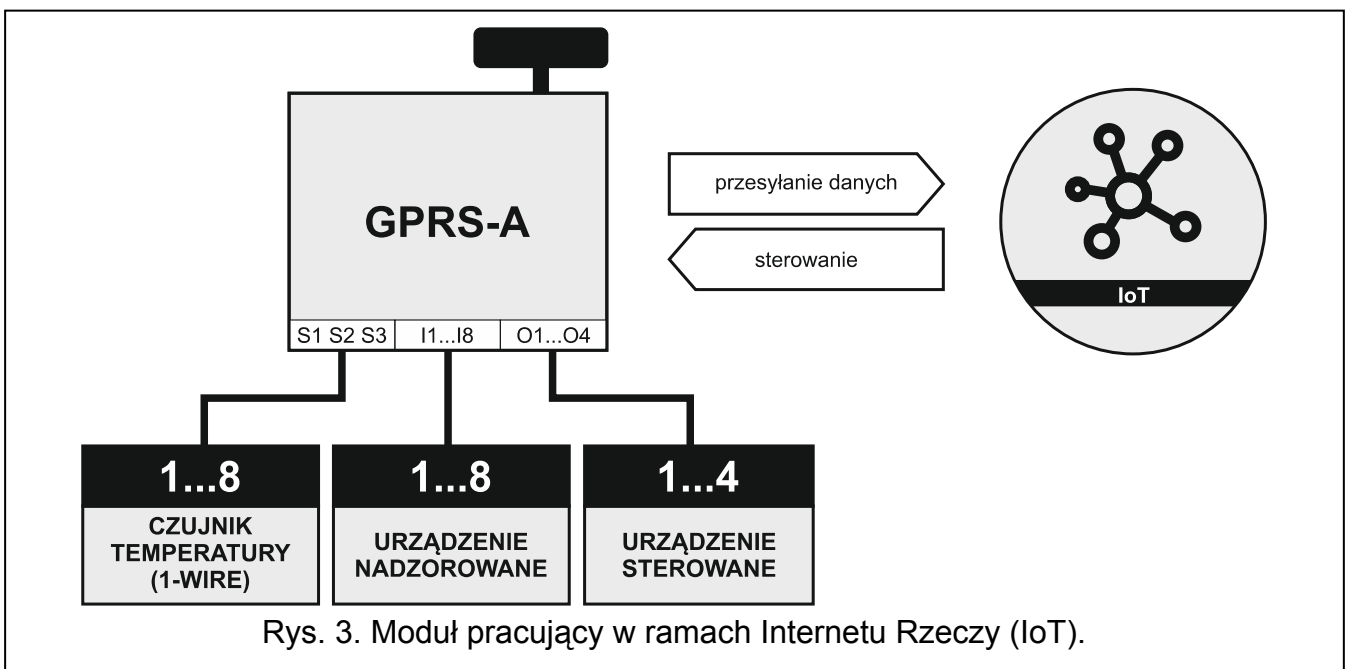 GPRS-A
przesyłanie danych
sterowanie
IoT
S1 S2 S3
I1...I8
O1...O4
1...8
CZUJNIK
TEMPERATURY
(1-WIRE)
1...8
URZĄDZENIE
NADZOROWANE
1...4
URZĄDZENIE
STEROWANE
Rys. 3. Moduł pracujący w ramach Internetu Rzeczy (IoT).